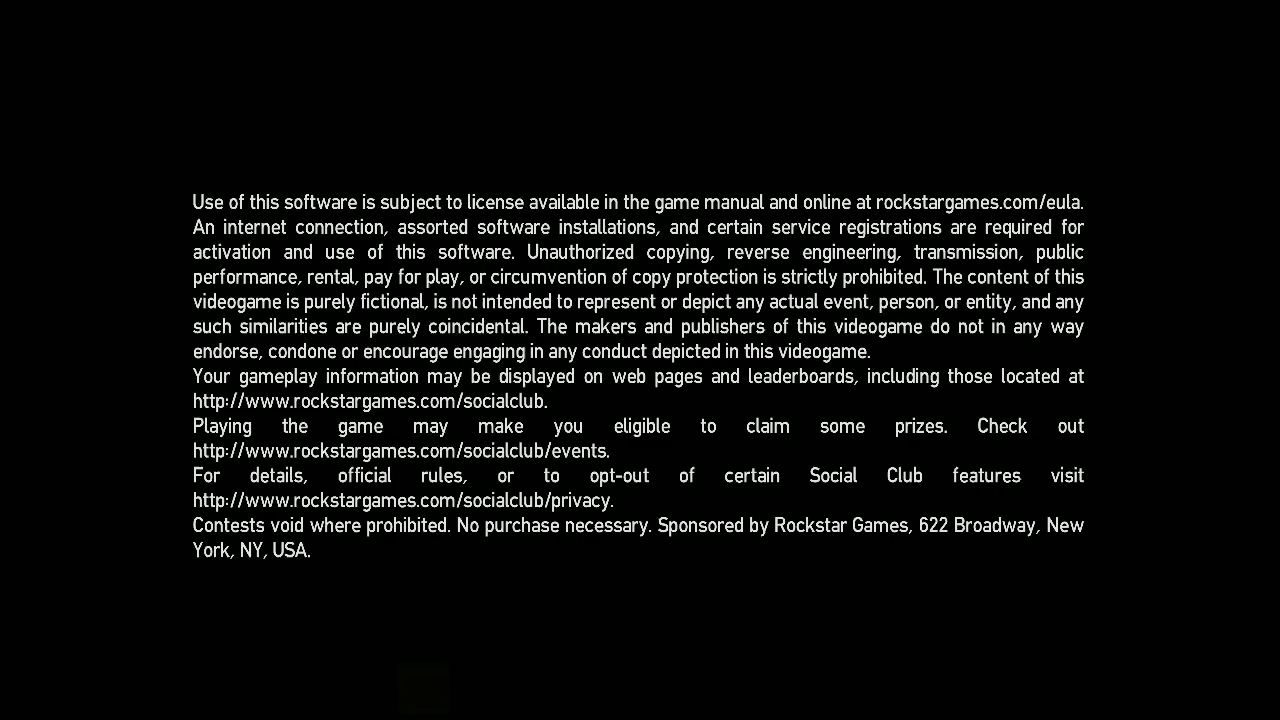 Use of this software is subject to license available in the game manual and online at rockstargames.com/eula.
An internet connection, assorted software installations, and certain service registrations are required for
activation and use of this software. Unauthorized copying, reverse engineering, transmission, public
performance, rental, pay for play, or circumvention of copy protection is strictly prohibited. The content of this
videogame is purely fictional, is not intended to represent or depict any actual event, person, or entity, and any
such similarities are purely coincidental. The makers and publishers of this videogame do not in any way
endorse, condone or encourage engaging in any conduct depicted in this videogame.
Your gameplay information may be displayed on web pages and leaderboards, including those located at
http://www.rockstargames.com/socialclub.
Playing the game may make you eligible to claim some prizes. Check out
http://www.rockstargames.com/socialclub/events.
For details, official rules, or to opt-out of certain Social Club features visit
http://www.rockstargames.com/socialclub/privacy.
Contests void where prohibited. No purchase necessary. Sponsored by Rockstar Games, 622 Broadway, New
York, NY, USA.